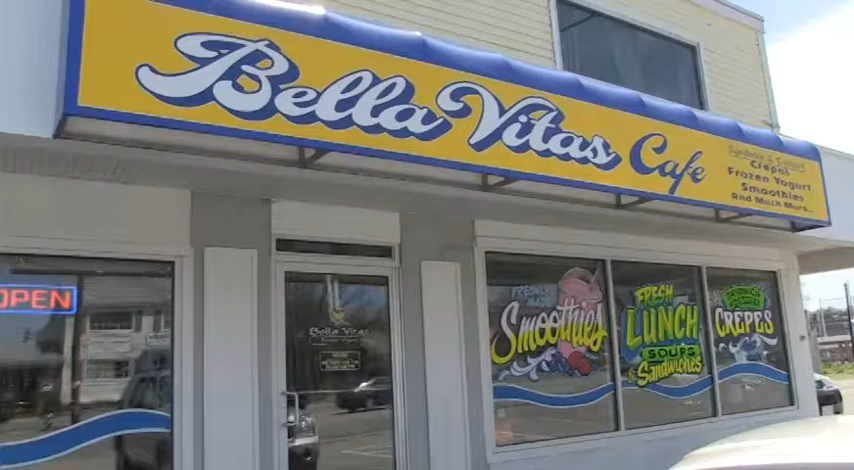 Bella Vitas Cafe
Crepes
Frozen Yogurt
Smoothies
And Much More...
OPEN
Bella Vitas
Smoothies
FRESH
LUNCH
SOUPS
& Sandwiches
CREPES